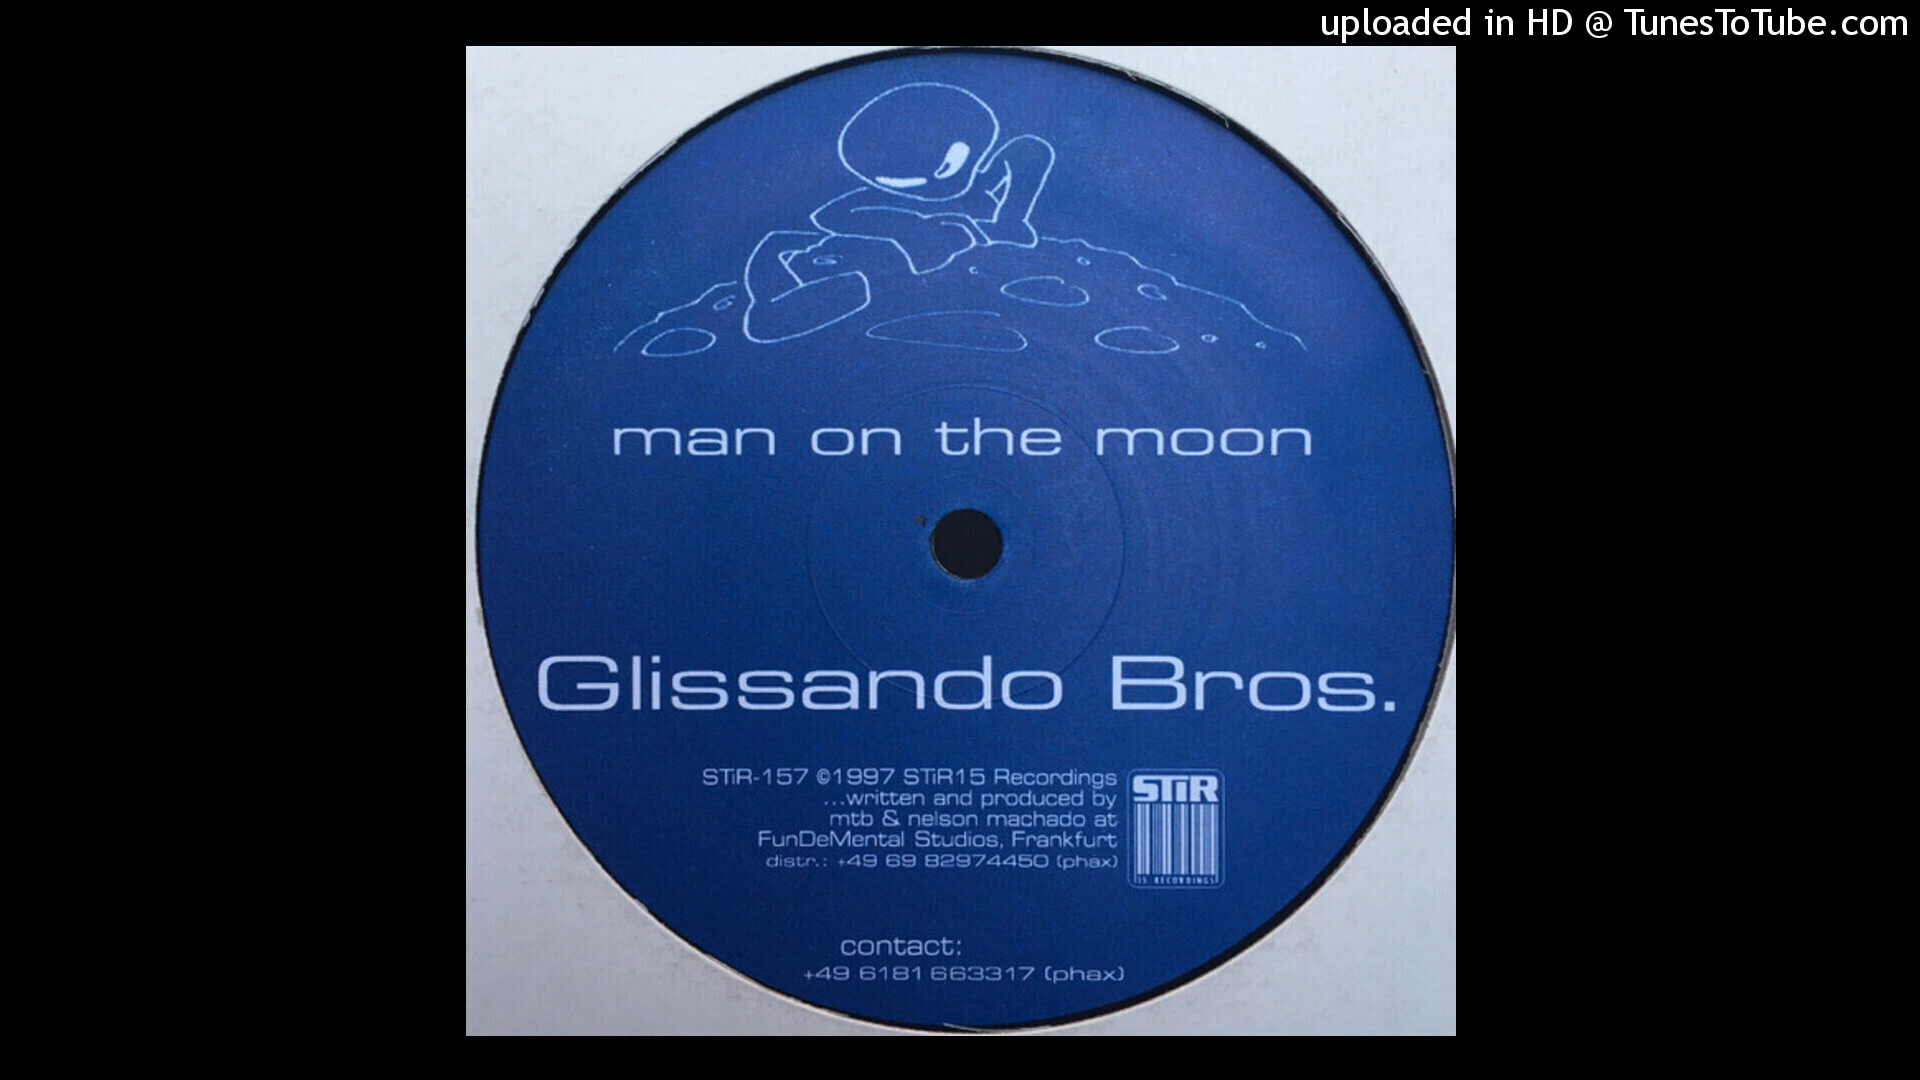 uploaded in HD @ TunesToTube.com
man on the moon
Glissando Bros.
STiR-157 ©1997 STiR15 Recordings
...written and produced by
mtb & nelson machado at
FunDeMental Studios, Frankfurt
distr.: +49 69 82974450 (phax)
STiR
15 RECORDINGS
contact:
+49 6181 663317 (phax)